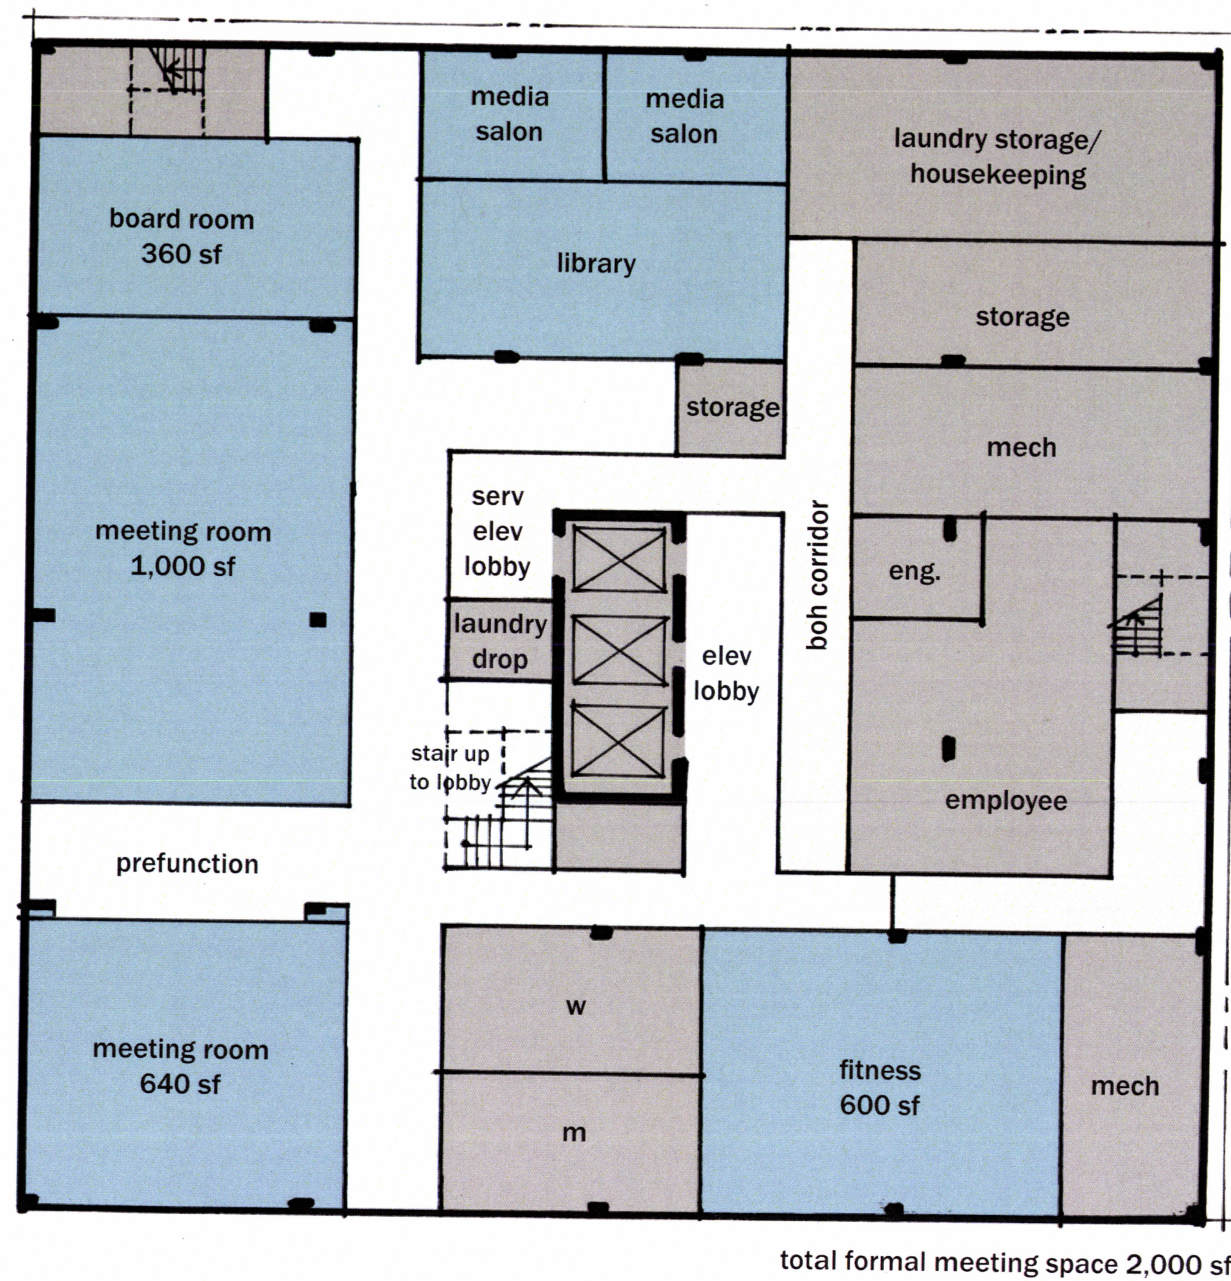 media
salon
media
salon
laundry storage/
housekeeping
board room
360 sf
library
storage
storage
mech
serv
elev
lobby
meeting room
1,000 sf
boh corridor
eng.
laundry
drop
elev
lobby
stair up
to lobby
employee
prefunction
w
meeting room
640 sf
fitness
600 sf
mech
m
total formal meeting space 2,000 sf